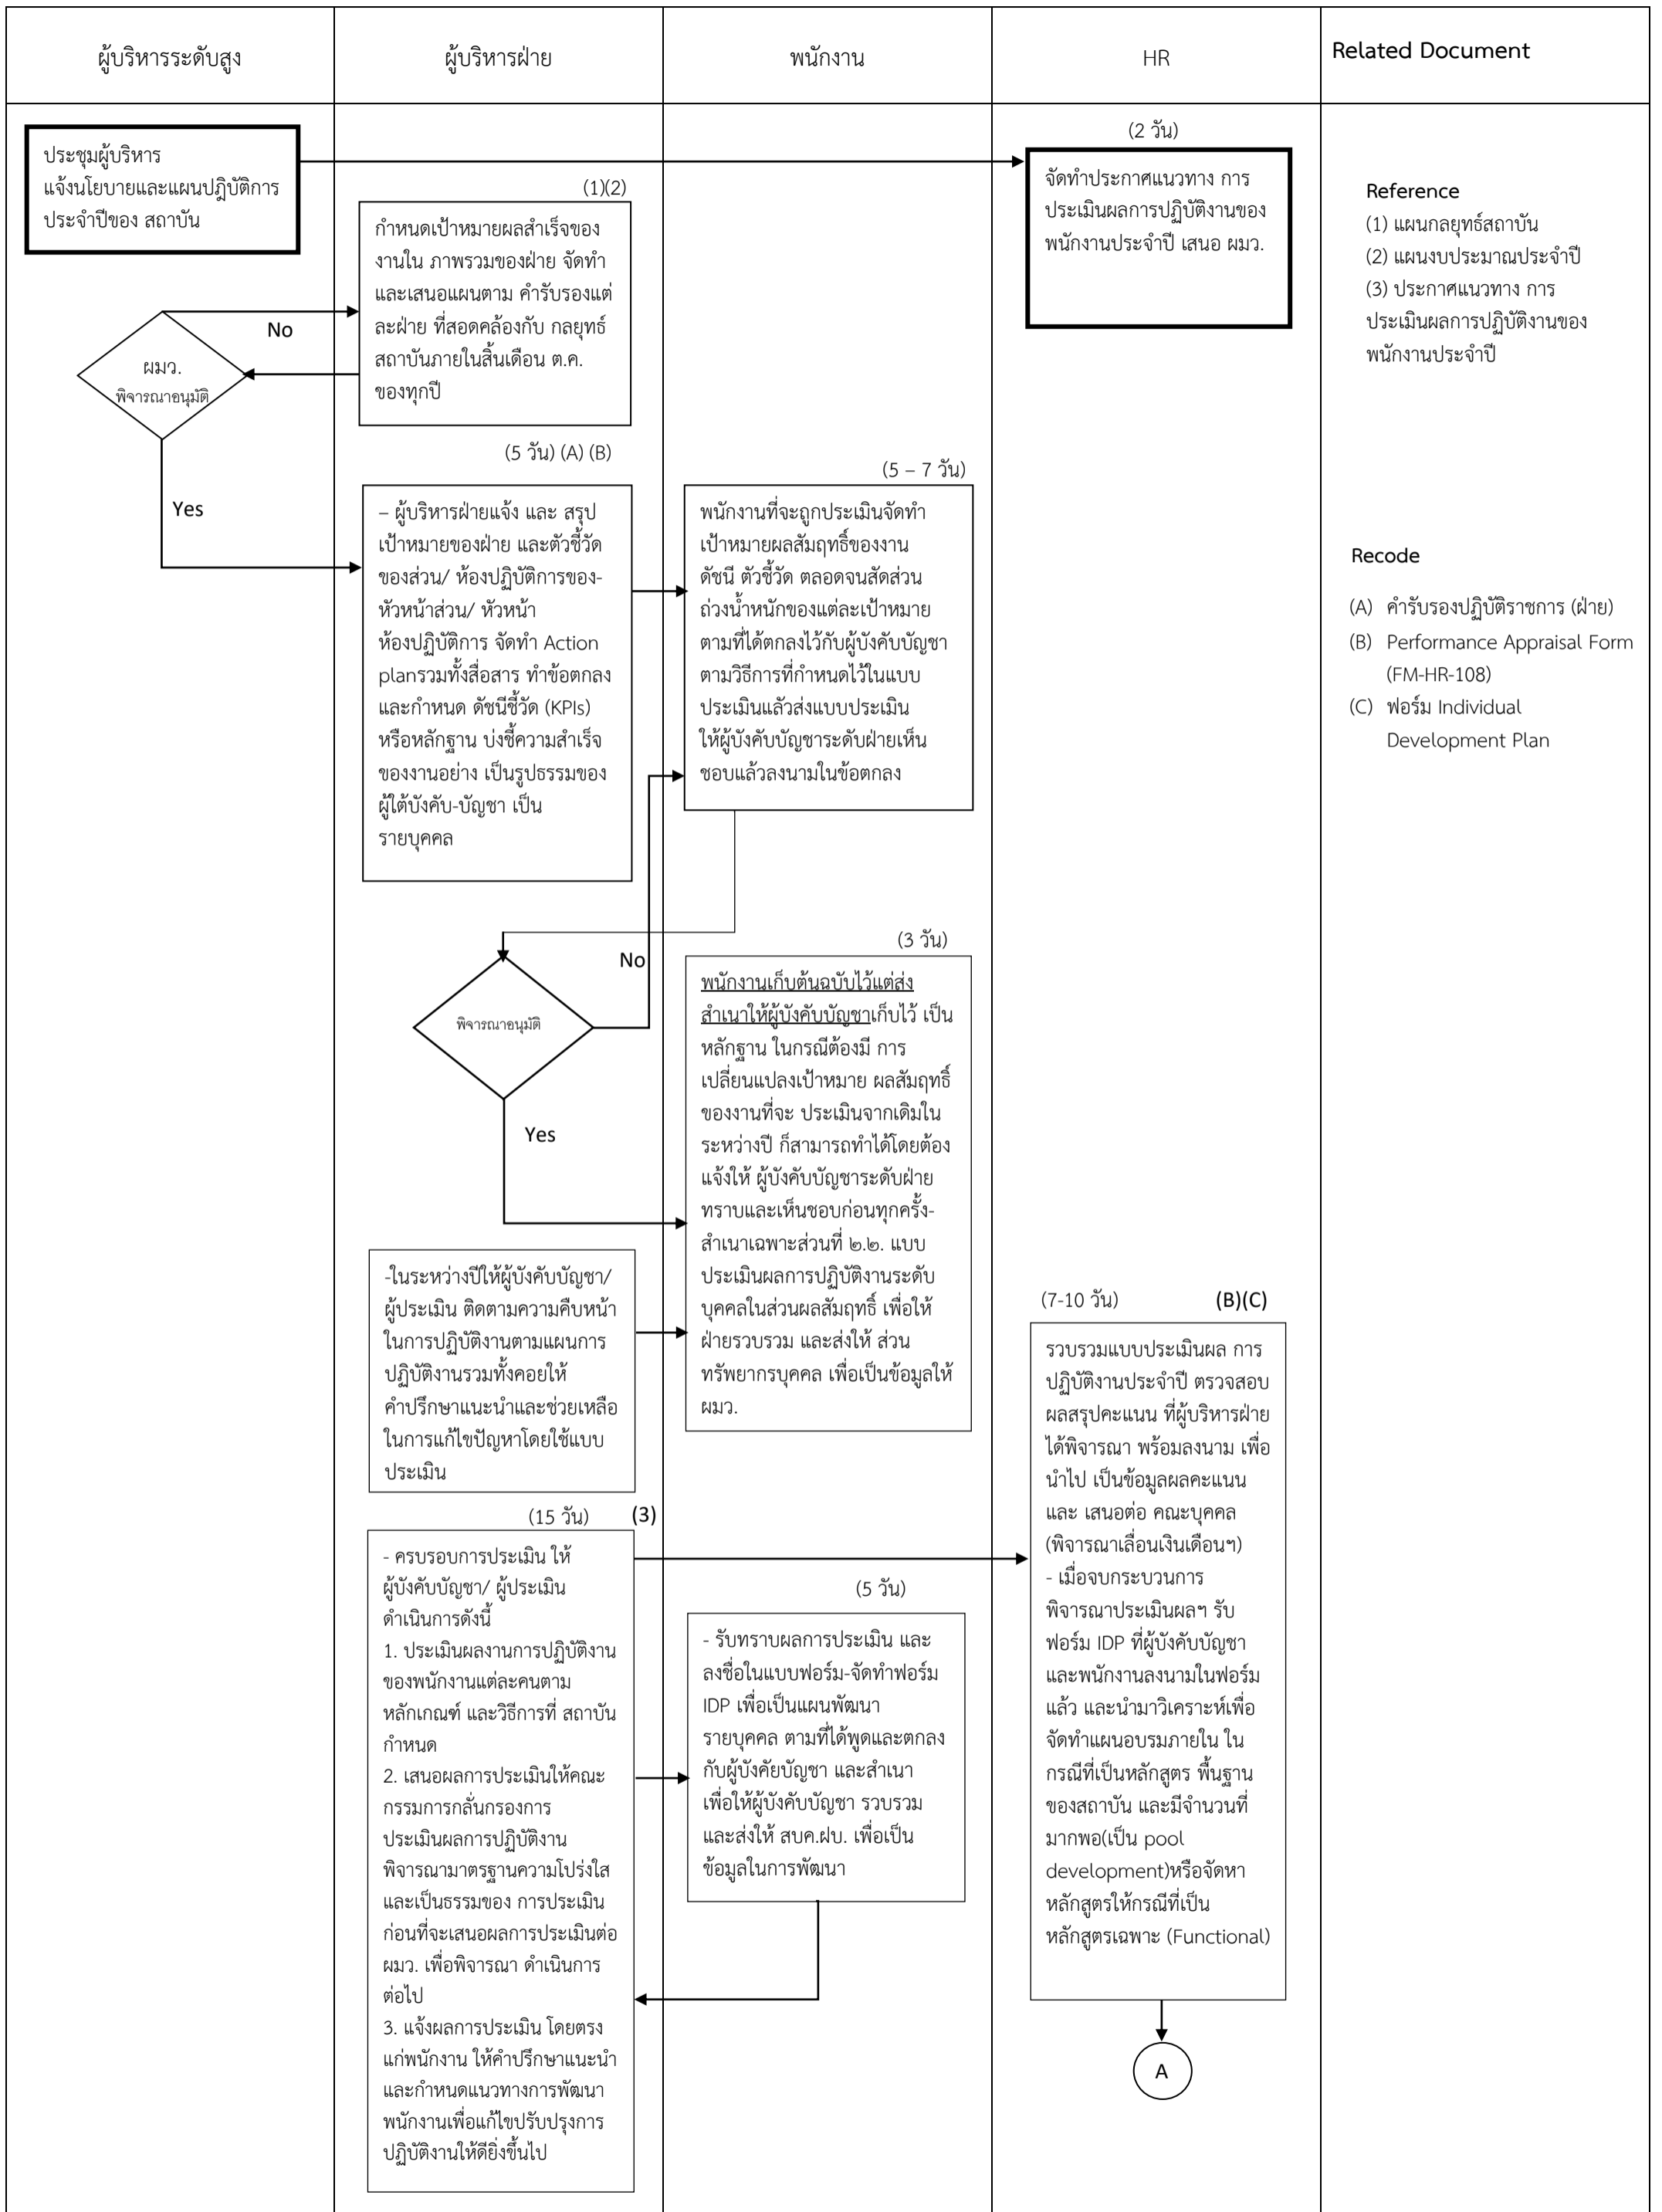 ผู้บริหารระดับสูง
ผู้บริหารฝ่าย
พนักงาน
HR
Related Document
ประชุมผู้บริหาร
แจ้งนโยบายและแผนปฏิบัติการ
ประจำปีของ สถาบัน
(2 วัน)
จัดทำประกาศแนวทาง การ
ประเมินผลการปฏิบัติงานของ
พนักงานประจำปี เสนอ ผมว.
(1)(2)
กำหนดเป้าหมายผลสำเร็จของ
งานใน ภาพรวมของฝ่าย จัดทำ
และเสนอแผนตาม คำรับรองแต่
ละฝ่าย ที่สอดคล้องกับ กลยุทธ์
สถาบันภายในสิ้นเดือน ต.ค.
ของทุกปี
No
ผมว.
พิจารณาอนุมัติ
Yes
Reference
(1) แผนกลยุทธ์สถาบัน
(2) แผนงบประมาณประจำปี
(3) ประกาศแนวทาง การ
ประเมินผลการปฏิบัติงานของ
พนักงานประจำปี
(5 วัน) (A) (B)
– ผู้บริหารฝ่ายแจ้ง และ สรุป
เป้าหมายของฝ่าย และตัวชี้วัด
ของส่วน/ ห้องปฏิบัติการของ-
หัวหน้าส่วน/ หัวหน้า
ห้องปฏิบัติการ จัดทำ Action
planรวมทั้งสื่อสาร ทำข้อตกลง
และกำหนด ดัชนีชี้วัด (KPIs)
หรือหลักฐาน บ่งชี้ความสำเร็จ
ของงานอย่าง เป็นรูปธรรมของ
ผู้ใต้บังคับ-บัญชา เป็น
รายบุคคล
(5 – 7 วัน)
พนักงานที่จะถูกประเมินจัดทำ
เป้าหมายผลสัมฤทธิ์ของงาน
ดัชนี ตัวชี้วัด ตลอดจนสัดส่วน
ถ่วงน้ำหนักของแต่ละเป้าหมาย
ตามที่ได้ตกลงไว้กับผู้บังคับบัญชา
ตามวิธีการที่กำหนดไว้ในแบบ
ประเมินแล้วส่งแบบประเมิน
ให้ผู้บังคับบัญชาระดับฝ่ายเห็น
ชอบแล้วลงนามในข้อตกลง
Recode
(A) คำรับรองปฏิบัติราชการ (ฝ่าย)
(B) Performance Appraisal Form
(FM-HR-108)
(C) ฟอร์ม Individual
Development Plan
พิจารณาอนุมัติ
No
Yes
(3 วัน)
พนักงานเก็บต้นฉบับไว้แต่ส่ง
สำเนาให้ผู้บังคับบัญชาเก็บไว้ เป็น
หลักฐาน ในกรณีต้องมี การ
เปลี่ยนแปลงเป้าหมาย ผลสัมฤทธิ์
ของงานที่จะ ประเมินจากเดิมใน
ระหว่างปี ก็สามารถทำได้โดยต้อง
แจ้งให้ ผู้บังคับบัญชาระดับฝ่าย
ทราบและเห็นชอบก่อนทุกครั้ง-
สำเนาเฉพาะส่วนที่ ๒.๒. แบบ
ประเมินผลการปฏิบัติงานระดับ
บุคคลในส่วนผลสัมฤทธิ์ เพื่อให้
ฝ่ายรวบรวม และส่งให้ ส่วน
ทรัพยากรบุคคล เพื่อเป็นข้อมูลให้
ผมว.
-ในระหว่างปีให้ผู้บังคับบัญชา/
ผู้ประเมิน ติดตามความคืบหน้า
ในการปฏิบัติงานตามแผนการ
ปฏิบัติงานรวมทั้งคอยให้
คำปรึกษาแนะนำและช่วยเหลือ
ในการแก้ไขปัญหาโดยใช้แบบ
ประเมิน
(7-10 วัน) (B)(C)
รวบรวมแบบประเมินผล การ
ปฏิบัติงานประจำปี ตรวจสอบ
ผลสรุปคะแนน ที่ผู้บริหารฝ่าย
ได้พิจารณา พร้อมลงนาม เพื่อ
นำไป เป็นข้อมูลผลคะแนน
และ เสนอต่อ คณะบุคคล
(พิจารณาเลื่อนเงินเดือนฯ)
- เมื่อจบกระบวนการ
พิจารณาประเมินผลฯ รับ
ฟอร์ม IDP ที่ผู้บังคับบัญชา
และพนักงานลงนามในฟอร์ม
แล้ว และนำมาวิเคราะห์เพื่อ
จัดทำแผนอบรมภายใน ใน
กรณีที่เป็นหลักสูตร พื้นฐาน
ของสถาบัน และมีจำนวนที่
มากพอ(เป็น pool
development)หรือจัดหา
หลักสูตรให้กรณีที่เป็น
หลักสูตรเฉพาะ (Functional)
(15 วัน) (3)
- ครบรอบการประเมิน ให้
ผู้บังคับบัญชา/ ผู้ประเมิน
ดำเนินการดังนี้
1. ประเมินผลงานการปฏิบัติงาน
ของพนักงานแต่ละคนตาม
หลักเกณฑ์ และวิธีการที่ สถาบัน
กำหนด
2. เสนอผลการประเมินให้คณะ
กรรมการกลั่นกรองการ
ประเมินผลการปฏิบัติงาน
พิจารณามาตรฐานความโปร่งใส
และเป็นธรรมของ การประเมิน
ก่อนที่จะเสนอผลการประเมินต่อ
ผมว. เพื่อพิจารณา ดำเนินการ
ต่อไป
3. แจ้งผลการประเมิน โดยตรง
แก่พนักงาน ให้คำปรึกษาแนะนำ
และกำหนดแนวทางการพัฒนา
พนักงานเพื่อแก้ไขปรับปรุงการ
ปฏิบัติงานให้ดียิ่งขึ้นไป
(5 วัน)
- รับทราบผลการประเมิน และ
ลงชื่อในแบบฟอร์ม-จัดทำฟอร์ม
IDP เพื่อเป็นแผนพัฒนา
รายบุคคล ตามที่ได้พูดและตกลง
กับผู้บังคัยบัญชา และสำเนา
เพื่อให้ผู้บังคับบัญชา รวบรวม
และส่งให้ สบค.ฝบ. เพื่อเป็น
ข้อมูลในการพัฒนา
A